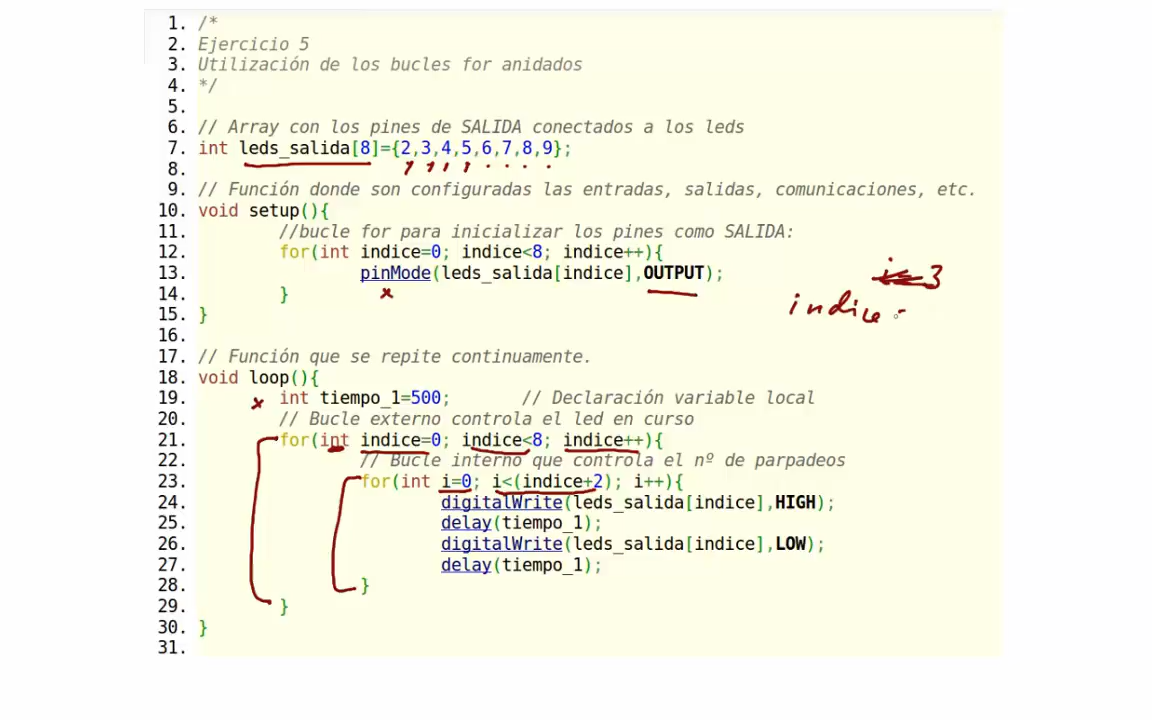 1. /*
2. Ejercicio 5
3. Utilización de los bucles for anidados
4. */
5.
6. // Array con los pines de SALIDA conectados a los leds
7. int leds_salida[8]={2,3,4,5,6,7,8,9};
8.
9. // Función donde son configuradas las entradas, salidas, comunicaciones, etc.
10. void setup(){
11. //bucle for para inicializar los pines como SALIDA:
12. for(int indice=0; indice<8; indice++){
13. pinMode(leds_salida[indice],OUTPUT);
3
14. }
indice
15. }
16.
17. // Función que se repite continuamente.
18. void loop(){
19. int tiempo_1=500; // Declaración variable local
20. // Bucle externo controla el led en curso
21. for(int indice=0; indice<8; indice++){
22. // Bucle interno que controla el nº de parpadeos
23. for(int i=0; i<(indice+2); i++){
24. digitalWrite(leds_salida[indice],HIGH);
25. delay(tiempo_1);
26. digitalWrite(leds_salida[indice],LOW);
27. delay(tiempo_1);
28. }
29. }
30. }
31.